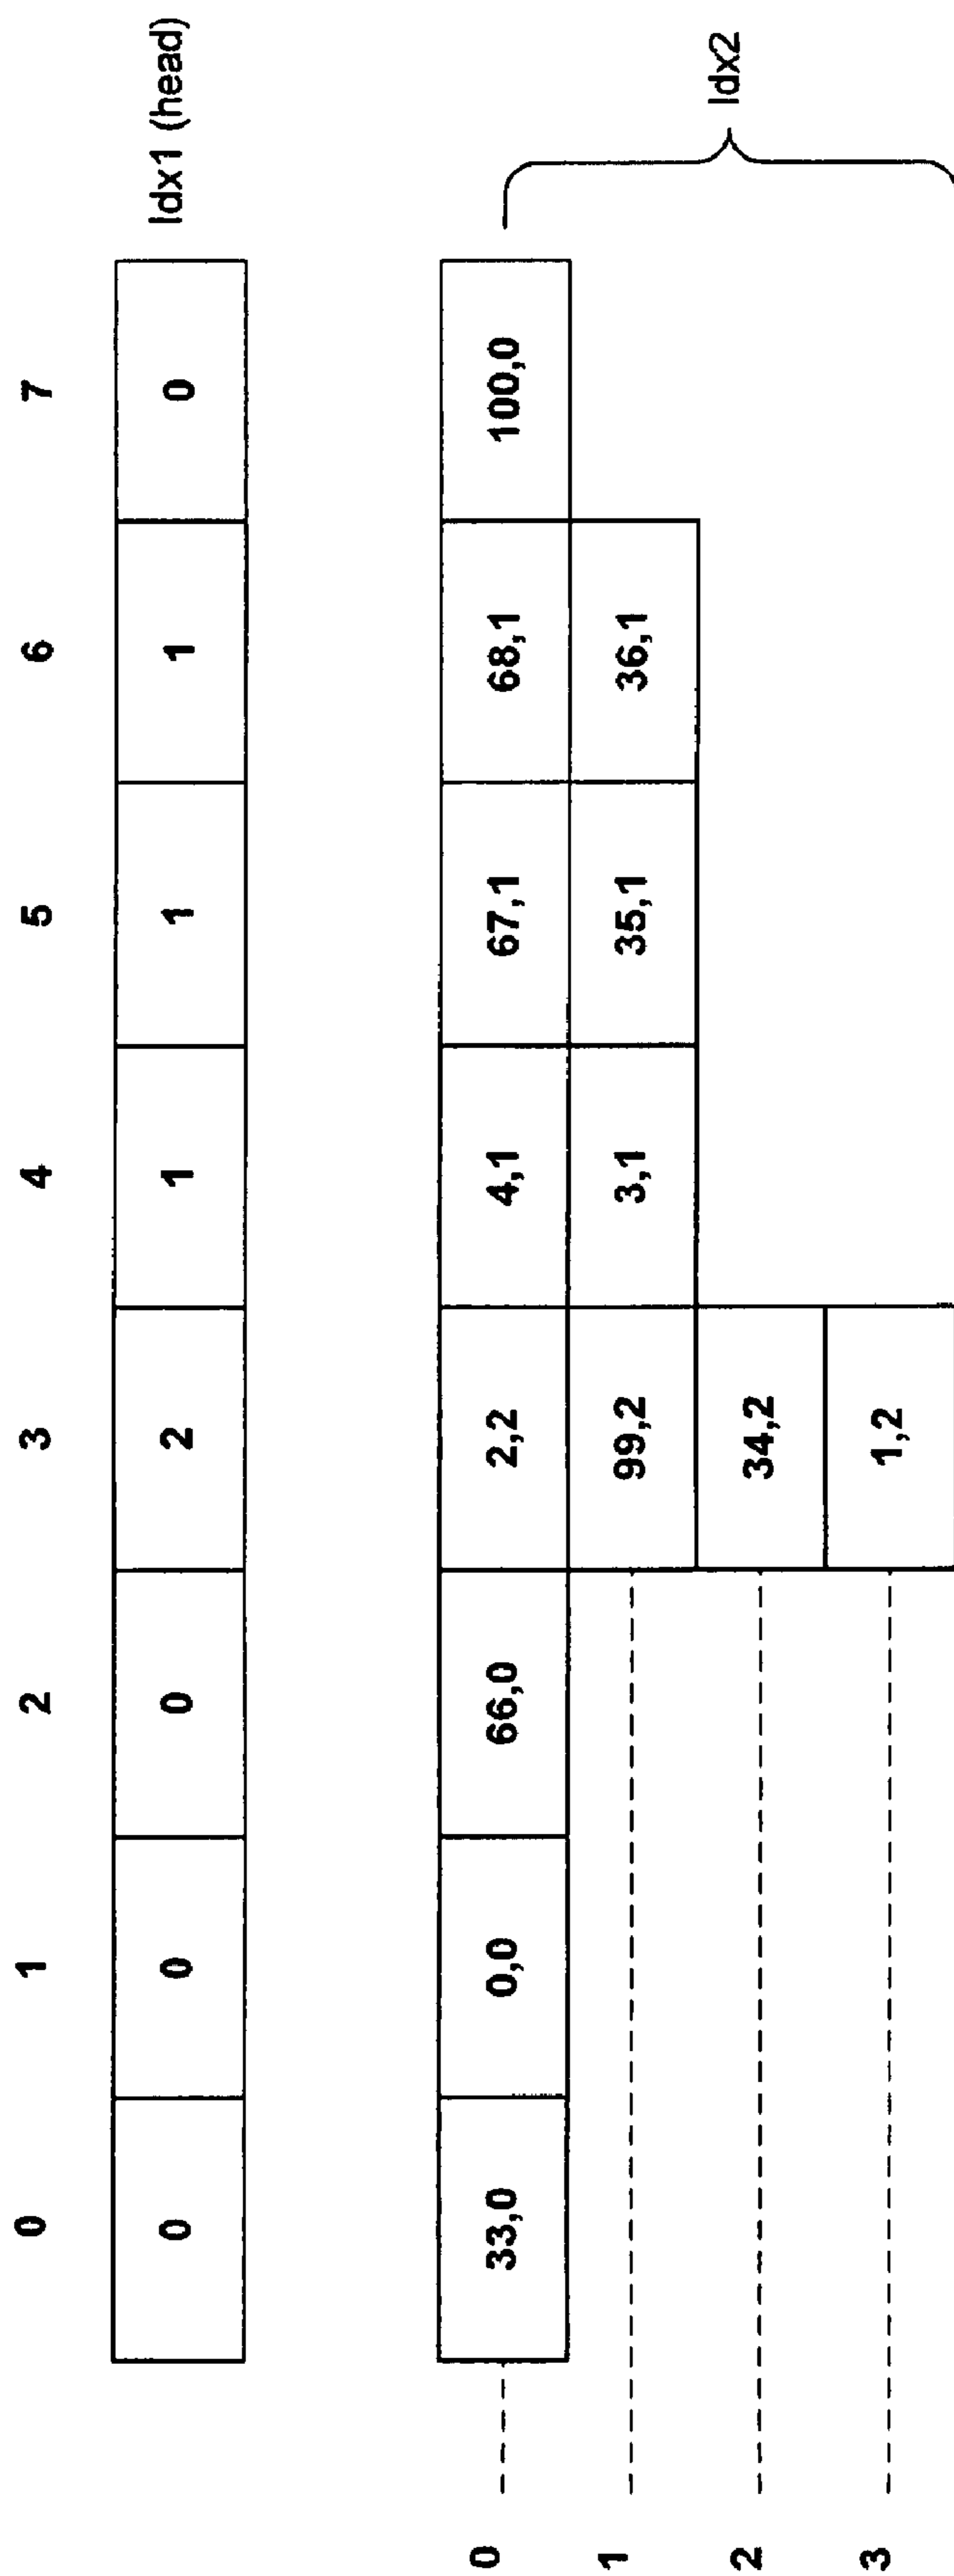 0 1 2 3 4 5 6 7
0 0 0 2 1 1 1 0 Idx1 (head)
0 33,0 0,0 66,0 2,2 4,1 67,1 68,1 100,0
1 99,2 3,1 35,1 36,1
2 34,2
3 1,2
Idx2